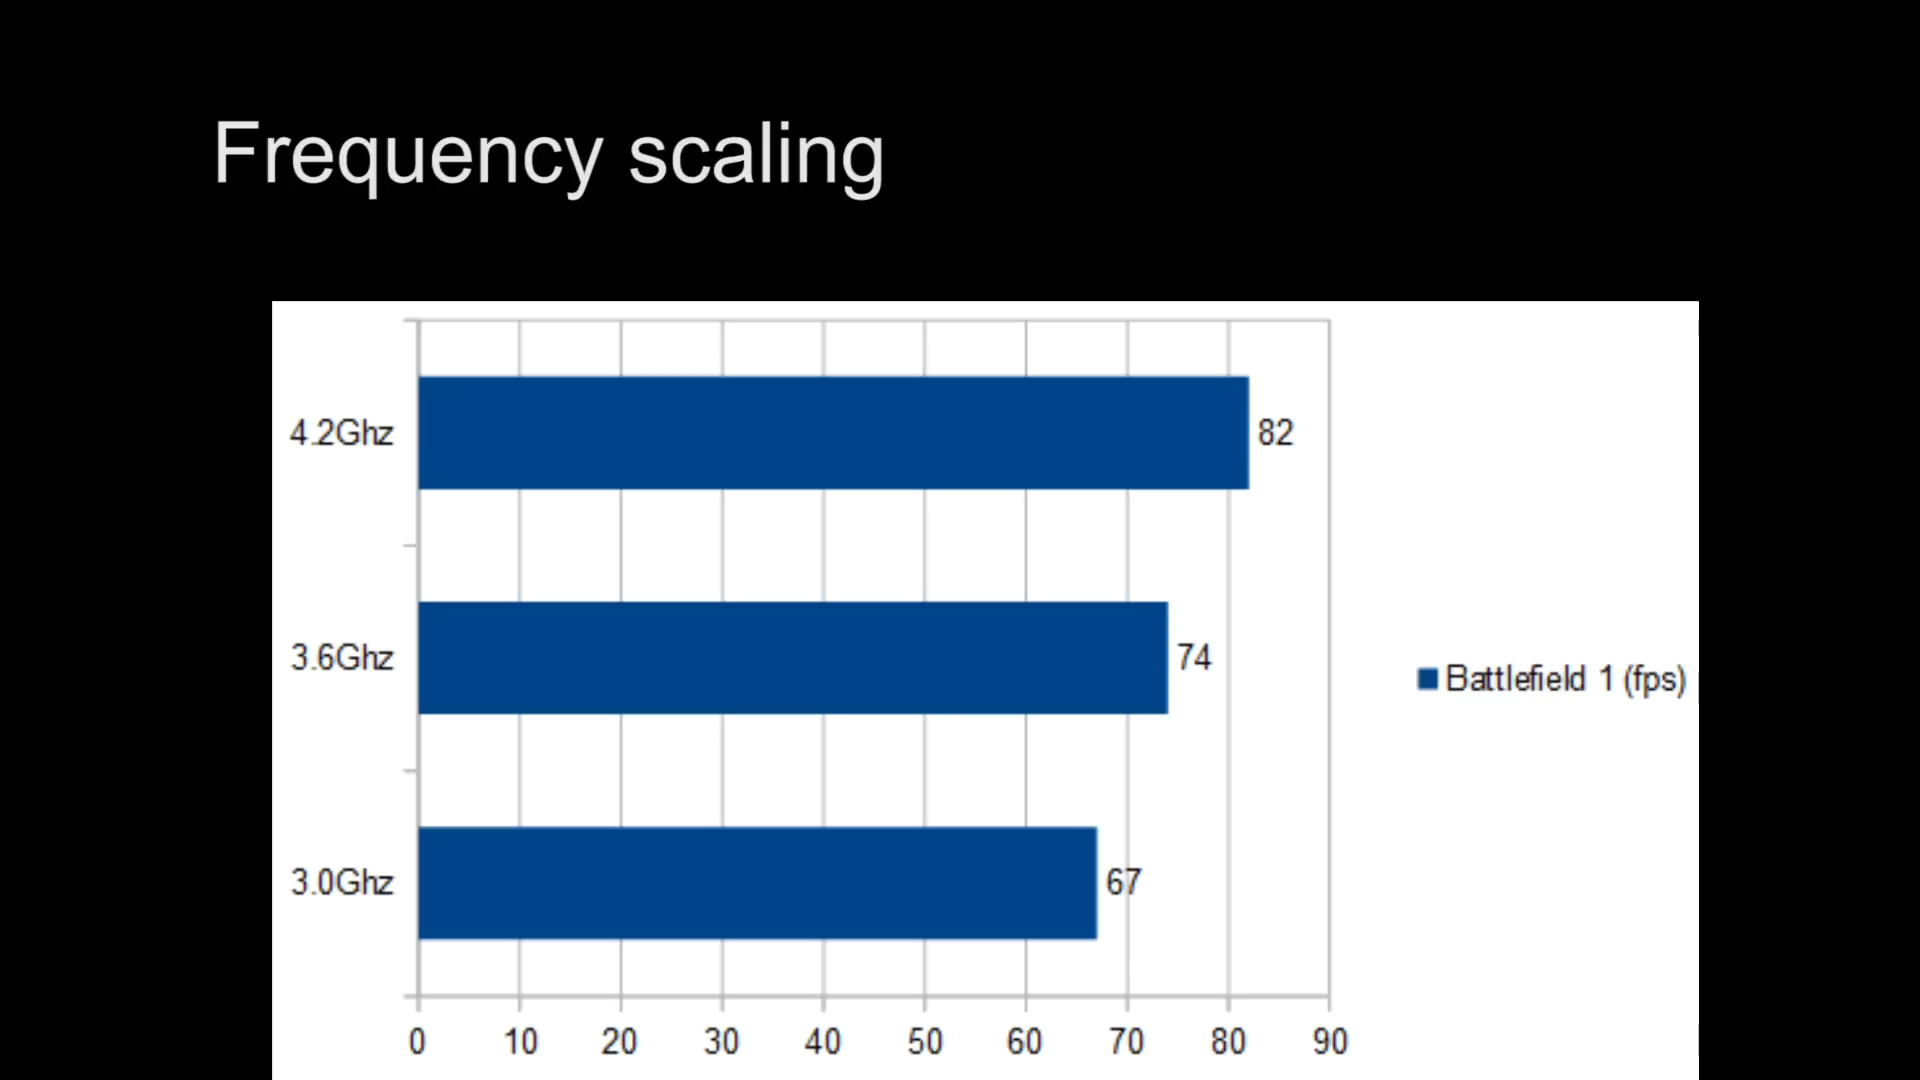 Frequency scaling
4.2Ghz
82
3.6Ghz
74
Battlefield 1 (fps)
3.0Ghz
67
0 10 20 30 40 50 60 70 80 90